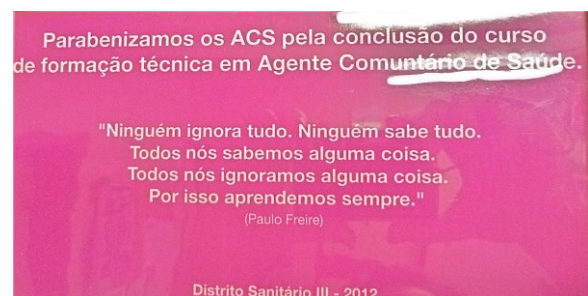 Parabenizamos os ACS pela conclusão do curso
de formação técnica em Agente Comuntário de Saúde.
"Ninguém ignora tudo. Ninguém sabe tudo.
Todos nós sabemos alguma coisa.
Todos nós ignoramos alguma coisa.
Por isso aprendemos sempre."
(Paulo Freire)
Distrito Sanitário III - 2012